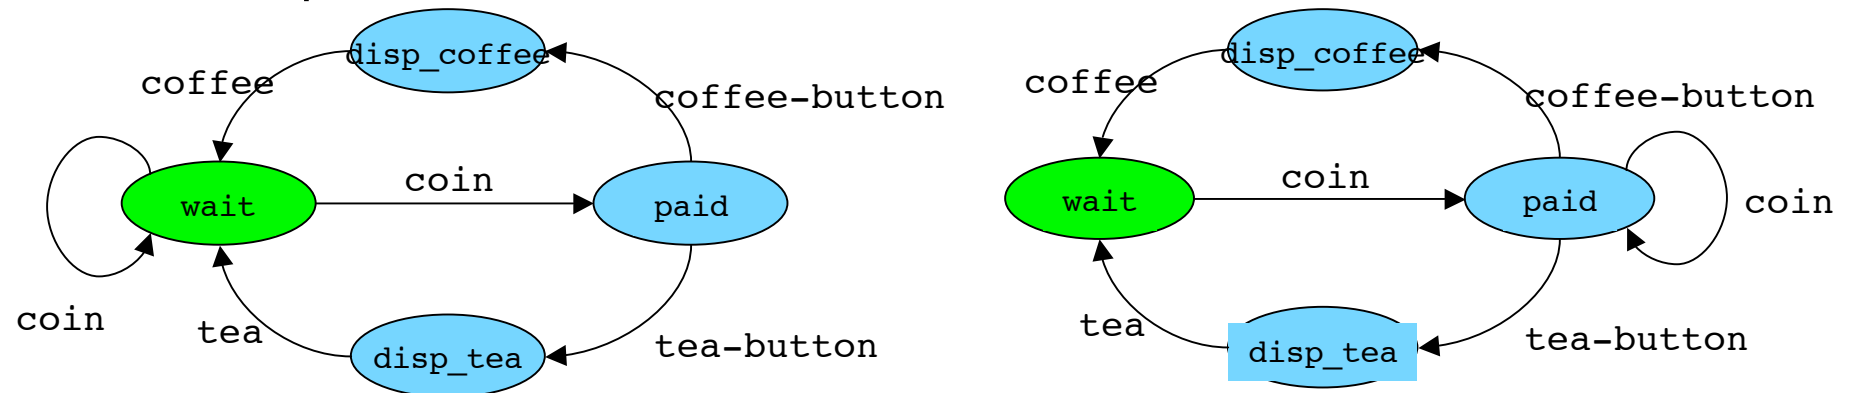 disp_coffee
coffee
coffee-button
coin
wait
paid
coin
tea
tea-button
disp_tea
disp_coffee
coffee
coffee-button
coin
wait
paid
coin
tea
tea-button
disp_tea